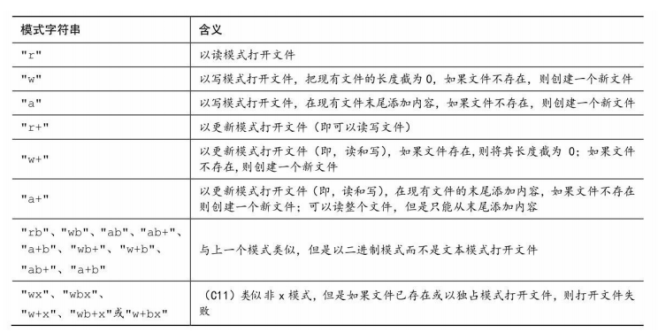 模式字符串 含义
"r" 以读模式打开文件
"w" 以写模式打开文件，把现有文件的长度截为0，如果文件不存在，则创建一个新文件
"a" 以写模式打开文件，在现有文件末尾添加内容，如果文件不存在，则创建一个新文件
"r+" 以更新模式打开文件（即可以读写文件）
"w+" 以更新模式打开文件（即，读和写），如果文件存在，则将其长度截为 0；如果文件
不存在，则创建一个新文件
"a+" 以更新模式打开文件（即，读和写），在现有文件的末尾添加内容，如果文件不存在
则创建一个新文件；可以读整个文件，但是只能从末尾添加内容
"rb"、"wb"、"ab"、"ab+"、
"a+b"、"wb+"、"w+b"、
"ab+"、"a+b"
与上一个模式类似，但是以二进制模式而不是文本模式打开文件
"wx"、"wbx"、
"w+x"、"wb+x"或"w+bx"
（C11）类似非 x 模式，但是如果文件已存在或以独占模式打开文件，则打开文件失
败